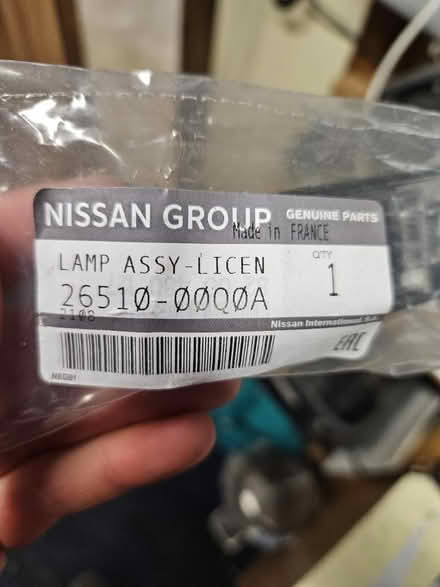 NISSAN GROUP GENUINE PARTS
Made in FRANCE
LAMP ASSY-LICEN
QTY
1
26510-00Q0A
2108
Nissan International. S.A.
EAC